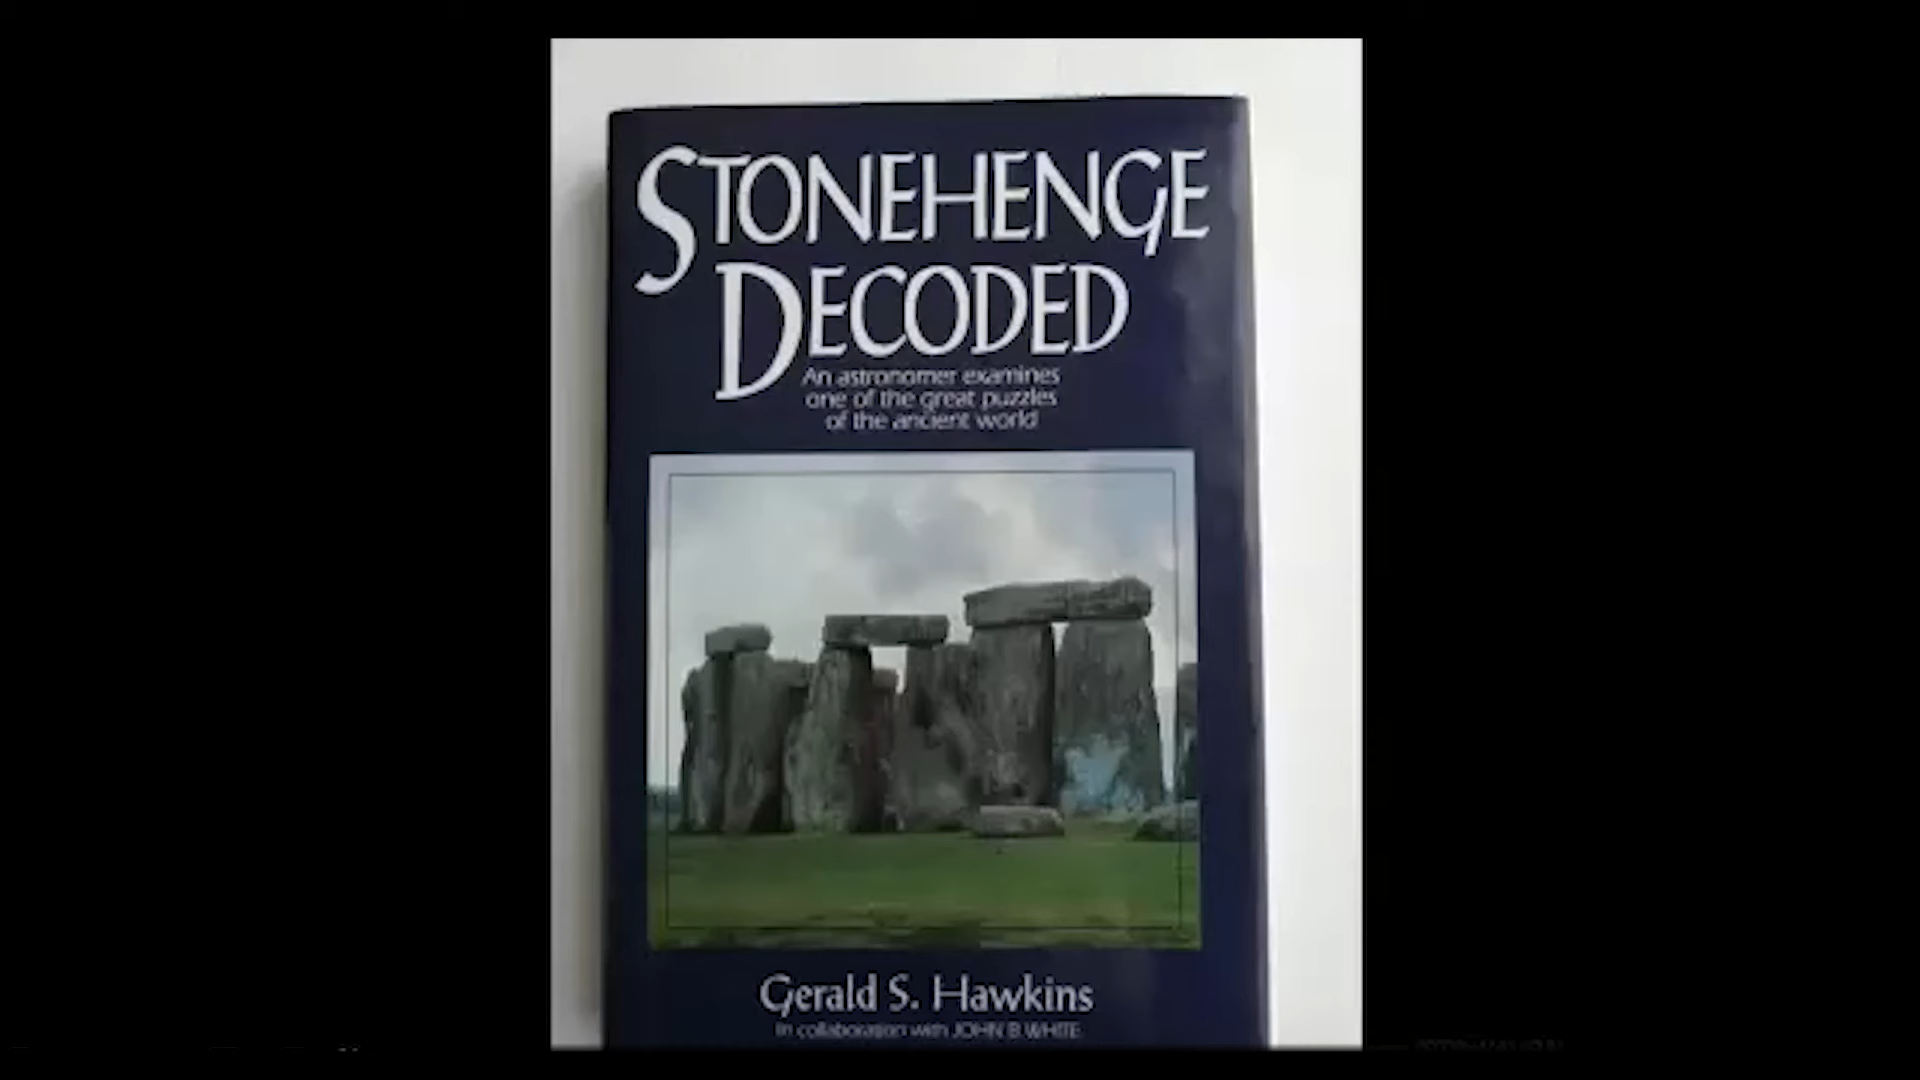 STONEHENGE
DECODED
An astronomer examines
one of the great puzzles
of the ancient world
Gerald S. Hawkins
In collaboration with JOHN B WHITE